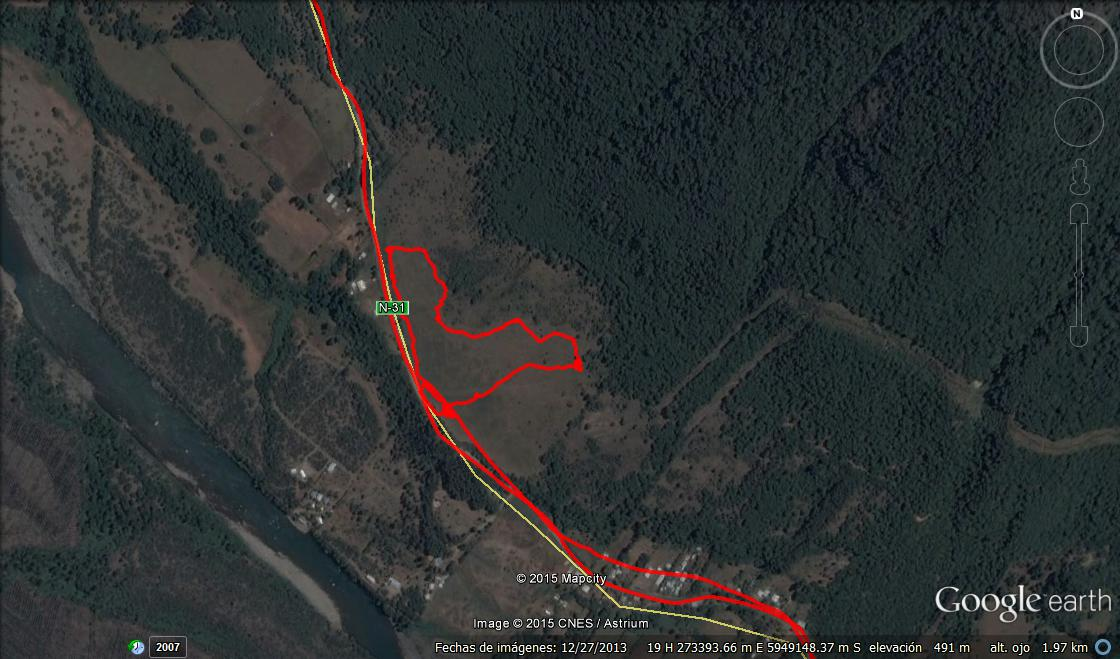 N
N-31
© 2015 Mapcity
Google earth
Image © 2015 CNES / Astrium
2007
Fechas de imágenes: 12/27/2013 19 H 273393.66 m E 5949148.37 m S elevación 491 m alt. ojo 1.97 km